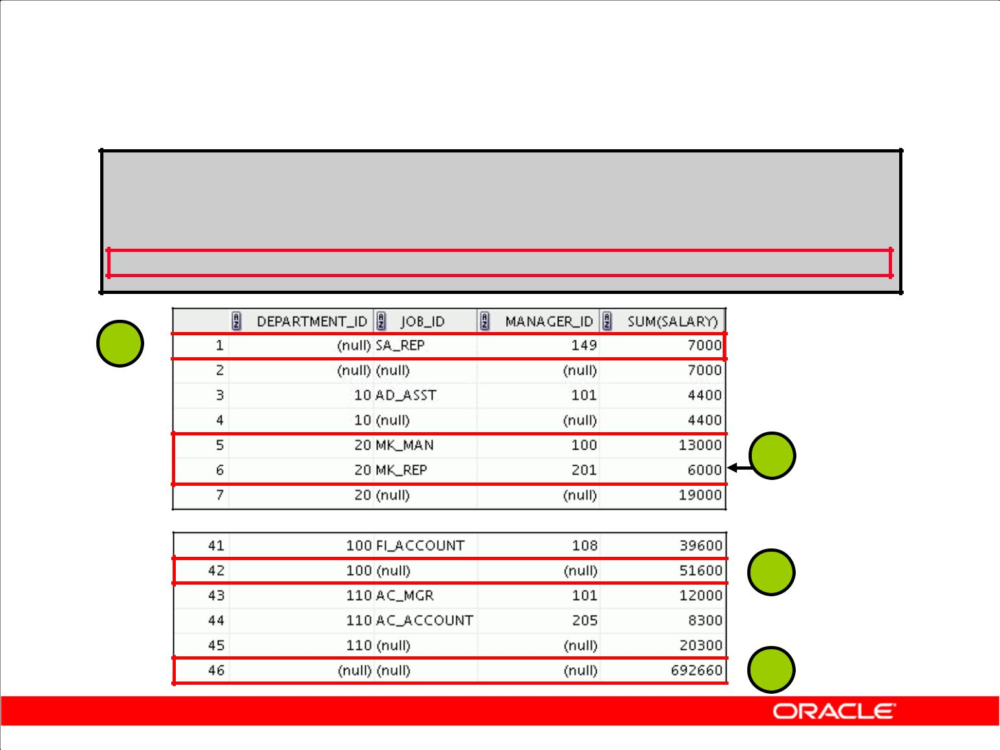 DEPARTMENT_ID JOB_ID MANAGER_ID SUM(SALARY)
1 (null) SA_REP 149 7000
2 (null) (null) (null) 7000
3 10 AD_ASST 101 4400
4 10 (null) (null) 4400
5 20 MK_MAN 100 13000
6 20 MK_REP 201 6000
7 20 (null) (null) 19000
41 100 FI_ACCOUNT 108 39600
42 100 (null) (null) 51600
43 110 AC_MGR 101 12000
44 110 AC_ACCOUNT 205 8300
45 110 (null) (null) 20300
46 (null) (null) (null) 692660
ORACLE